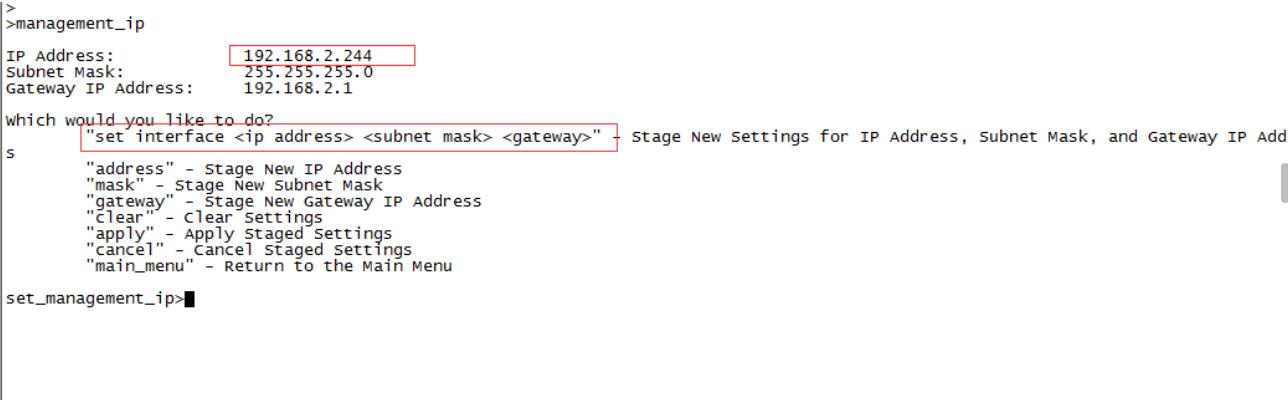 >
>management_ip
IP Address: 192.168.2.244
Subnet Mask: 255.255.255.0
Gateway IP Address: 192.168.2.1
Which would you like to do?
"set interface <ip address> <subnet mask> <gateway>" - Stage New Settings for IP Address, Subnet Mask, and Gateway IP Add
s
"address" - Stage New IP Address
"mask" - Stage New Subnet Mask
"gateway" - Stage New Gateway IP Address
"clear" - Clear Settings
"apply" - Apply Staged Settings
"cancel" - Cancel Staged Settings
"main_menu" - Return to the Main Menu
set_management_ip>